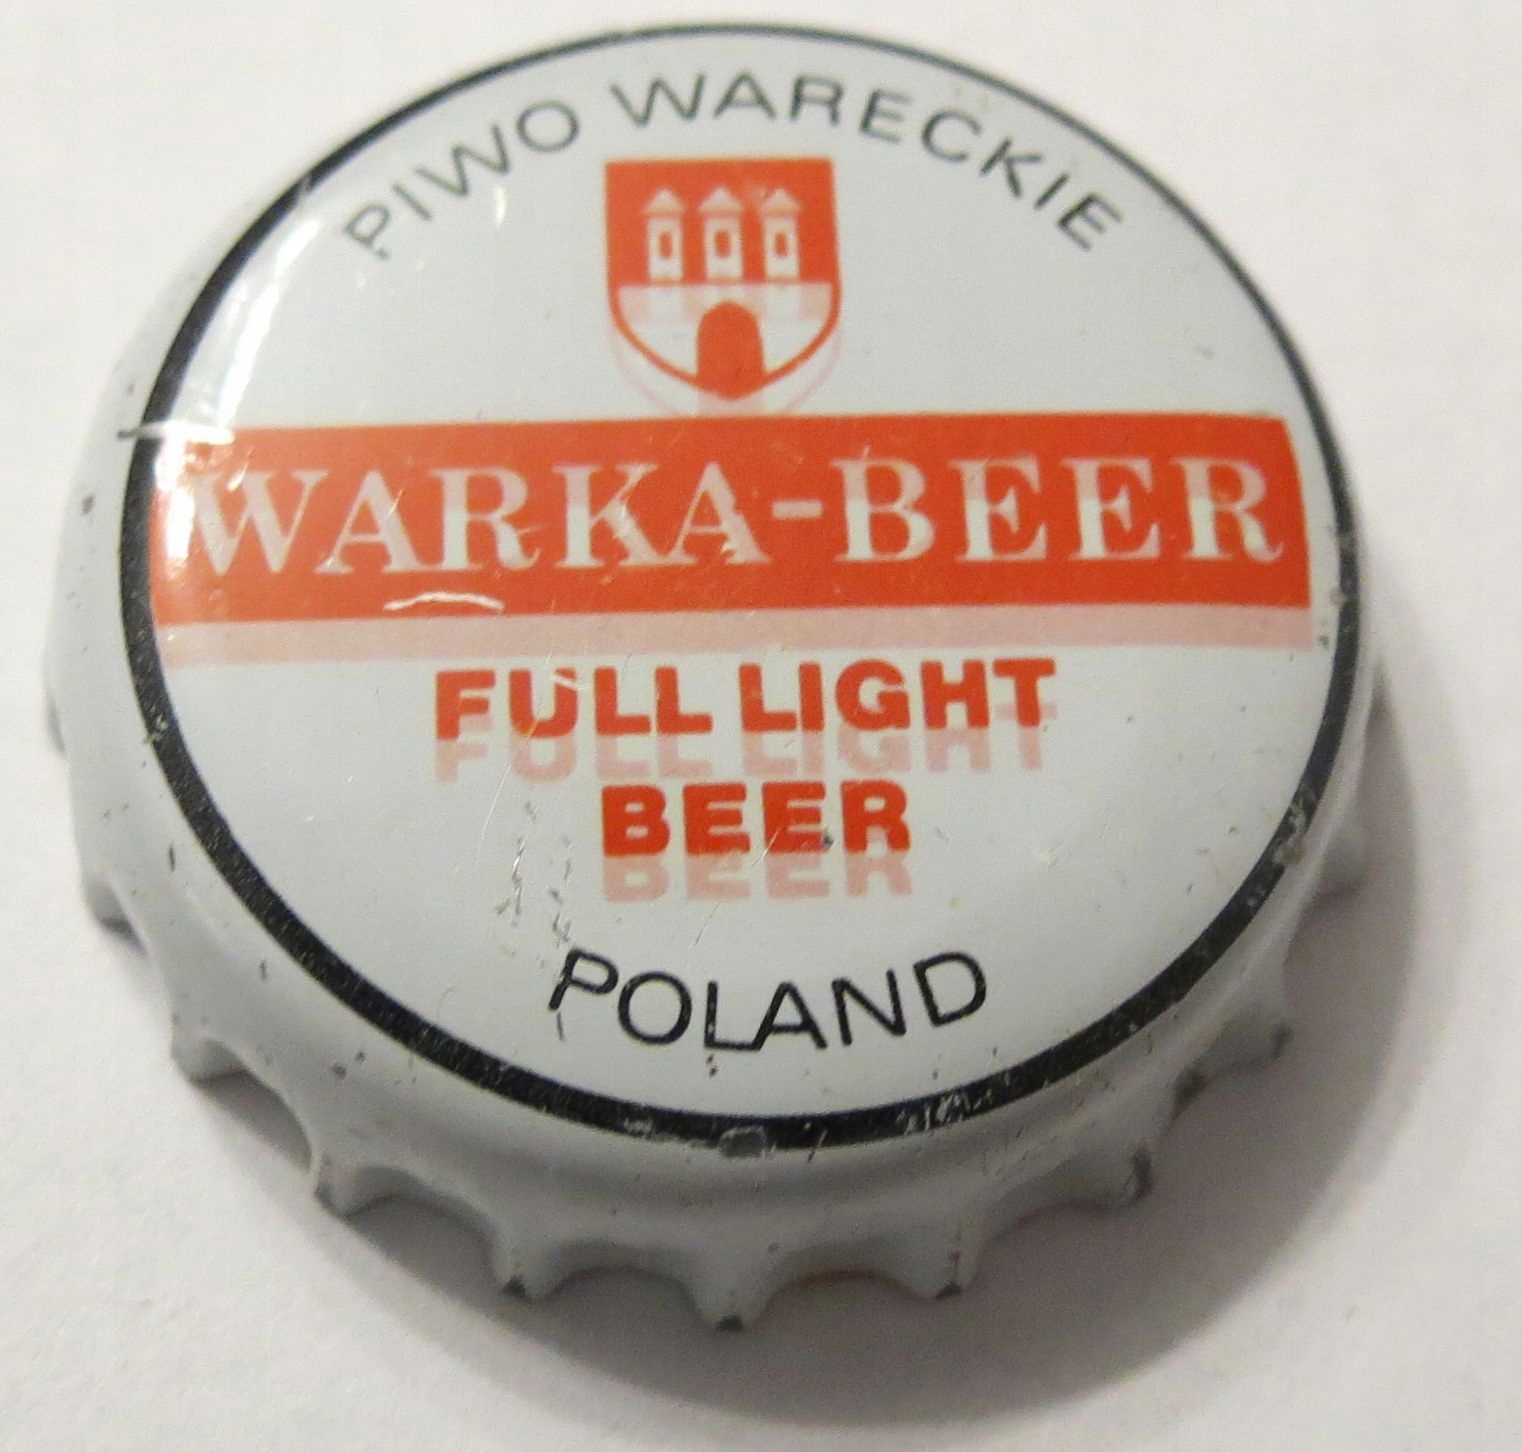 PIWO WARECKIE
WARKA-BEER
FULL LIGHT
BEER
POLAND